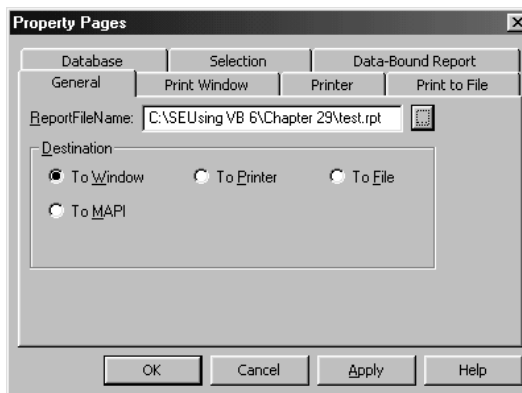 Property Pages
Database Selection Data-Bound Report
General Print Window Printer Print to File
ReportFileName: C:\SEUsing VB 6\Chapter 29\test.rpt ...
Destination
To Window To Printer To File
To MAPI
OK Cancel Apply Help